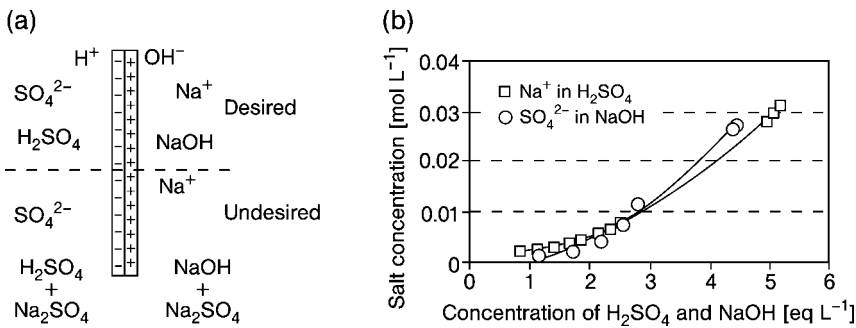 (a)
H⁺ OH⁻
SO₄²⁻ Na⁺
Desired
H₂SO₄ NaOH
Na⁺
SO₄²⁻ Undesired
H₂SO₄ NaOH
+ +
Na₂SO₄ Na₂SO₄
(b)
Salt concentration [mol L⁻¹]
0.04
0.03
0.02
0.01
0
Na⁺ in H₂SO₄
SO₄²⁻ in NaOH
0 1 2 3 4 5 6
Concentration of H₂SO₄ and NaOH [eq L⁻¹]